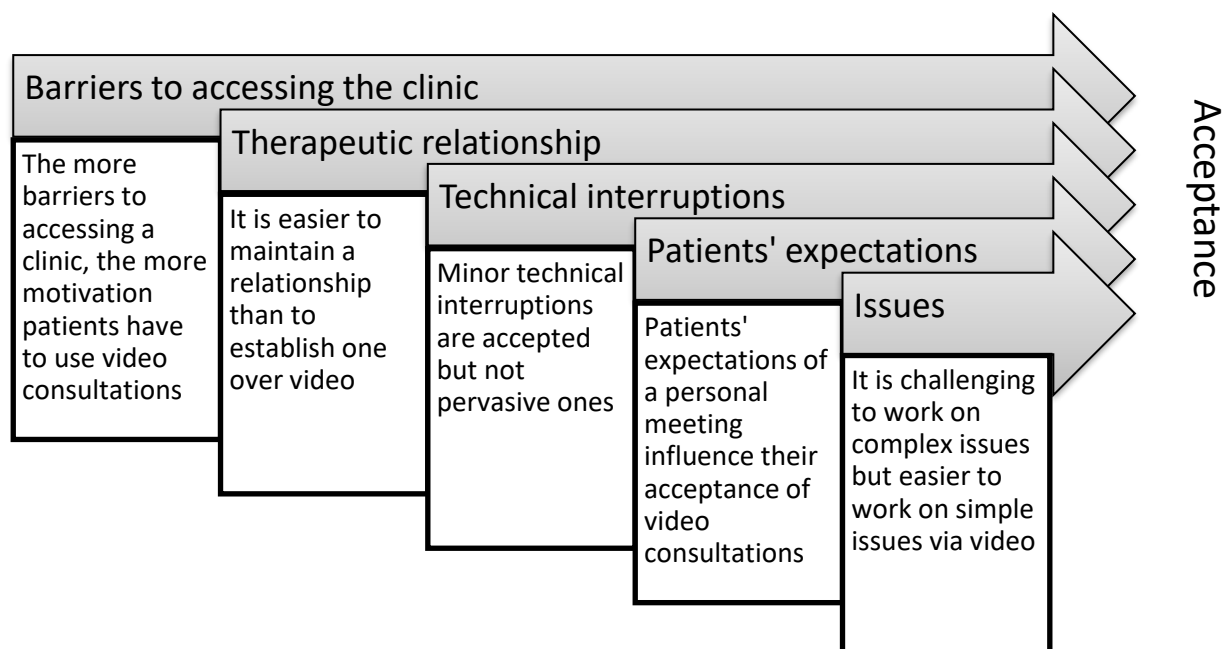 Barriers to accessing the clinic
The more
barriers to
accessing a
clinic, the more
motivation
patients have
to use video
consultations
Therapeutic relationship
It is easier to
maintain a
relationship
than to
establish one
over video
Technical interruptions
Minor technical
interruptions
are accepted
but not
pervasive ones
Patients' expectations
Patients'
expectations of
a personal
meeting
influence their
acceptance of
video
consultations
Issues
It is challenging
to work on
complex issues
but easier to
work on simple
issues via video
Acceptance